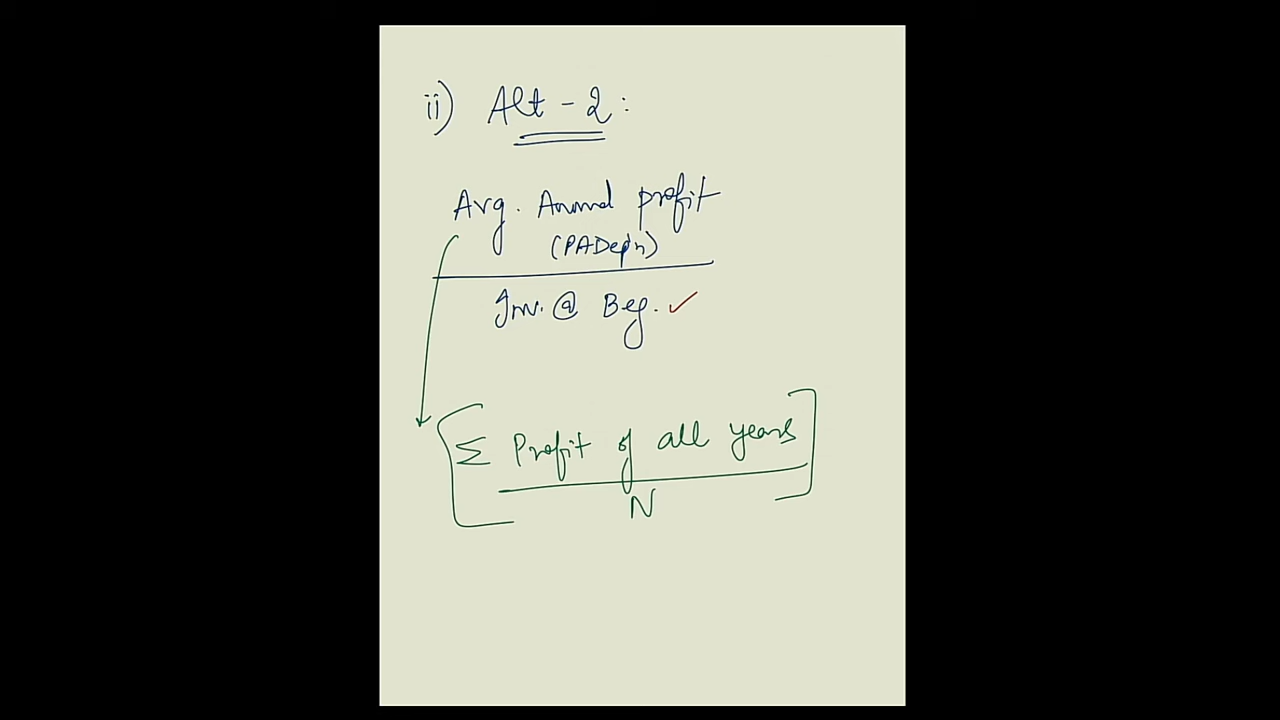 ii) Alt - 2 :
Avg. Annual profit
(PADepn)
Inv. @ Beg. ✓
Σ Profit of all years
N